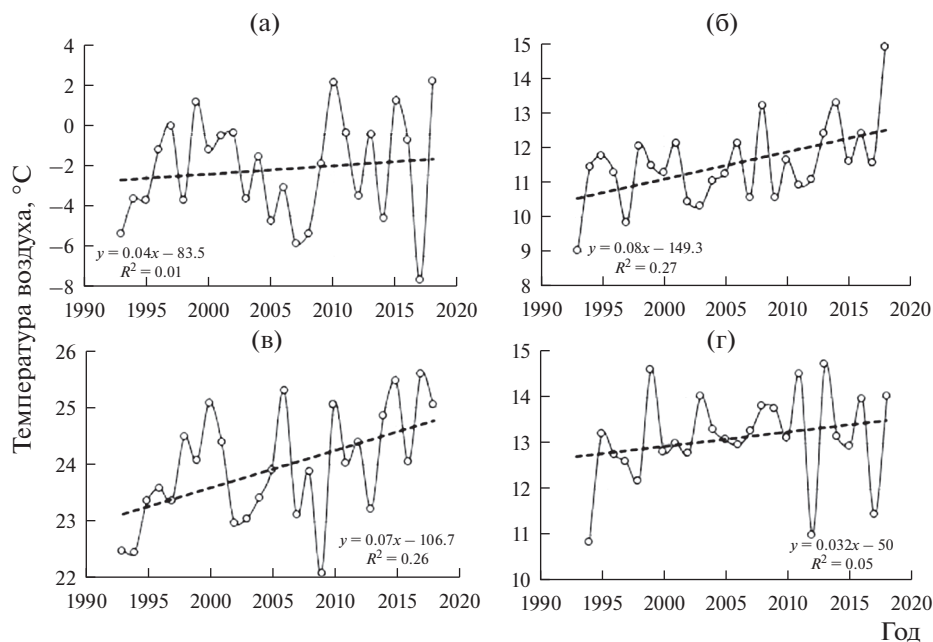 (а)
(б)
Температура воздуха, °C
4
2
0
−2
−4
−6
−8
y = 0.04x − 83.5
R² = 0.01
1990 1995 2000 2005 2010 2015 2020
15
14
13
12
11
10
9
8
y = 0.08x − 149.3
R² = 0.27
1990 1995 2000 2005 2010 2015 2020
(в)
(г)
26
25
24
23
22
y = 0.07x − 106.7
R² = 0.26
1990 1995 2000 2005 2010 2015 2020
15
14
13
12
11
10
y = 0.032x − 50
R² = 0.05
1990 1995 2000 2005 2010 2015 2020
Год